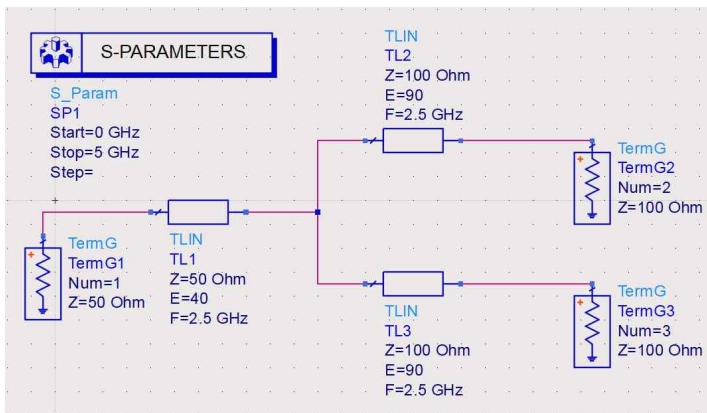 S-PARAMETERS
S_Param
SP1
Start=0 GHz
Stop=5 GHz
Step=
TLIN
TL2
Z=100 Ohm
E=90
F=2.5 GHz
TermG
TermG2
Num=2
Z=100 Ohm
TermG
TermG1
Num=1
Z=50 Ohm
TLIN
TL1
Z=50 Ohm
E=40
F=2.5 GHz
TLIN
TL3
Z=100 Ohm
E=90
F=2.5 GHz
TermG
TermG3
Num=3
Z=100 Ohm